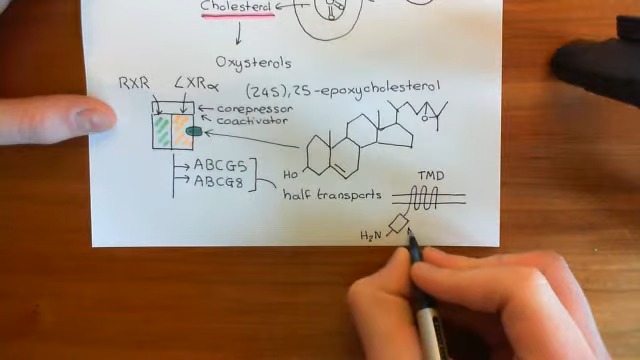 Cholesterol
Oxysterols
RXR LXRα (24S),25-epoxycholesterol
corepressor
coactivator
HO
ABCG5
ABCG8
half transports
TMD
H₂N